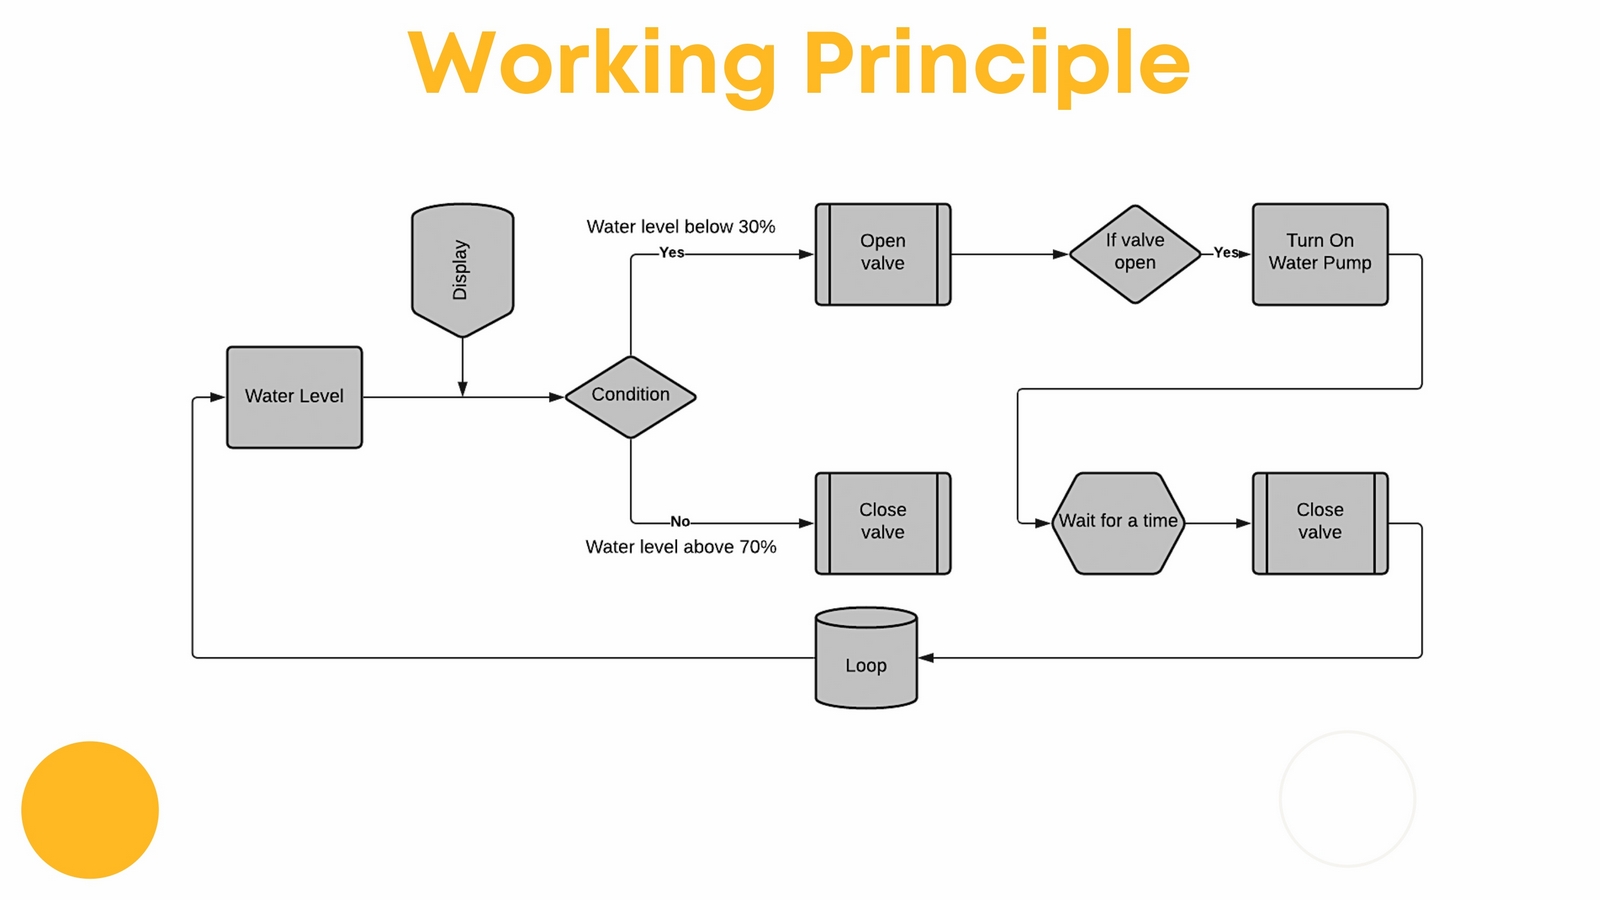 Working Principle
Display
Water level below 30%
Yes
Open
valve
If valve
open
Yes
Turn On
Water Pump
Water Level
Condition
No
Water level above 70%
Close
valve
Wait for a time
Close
valve
Loop